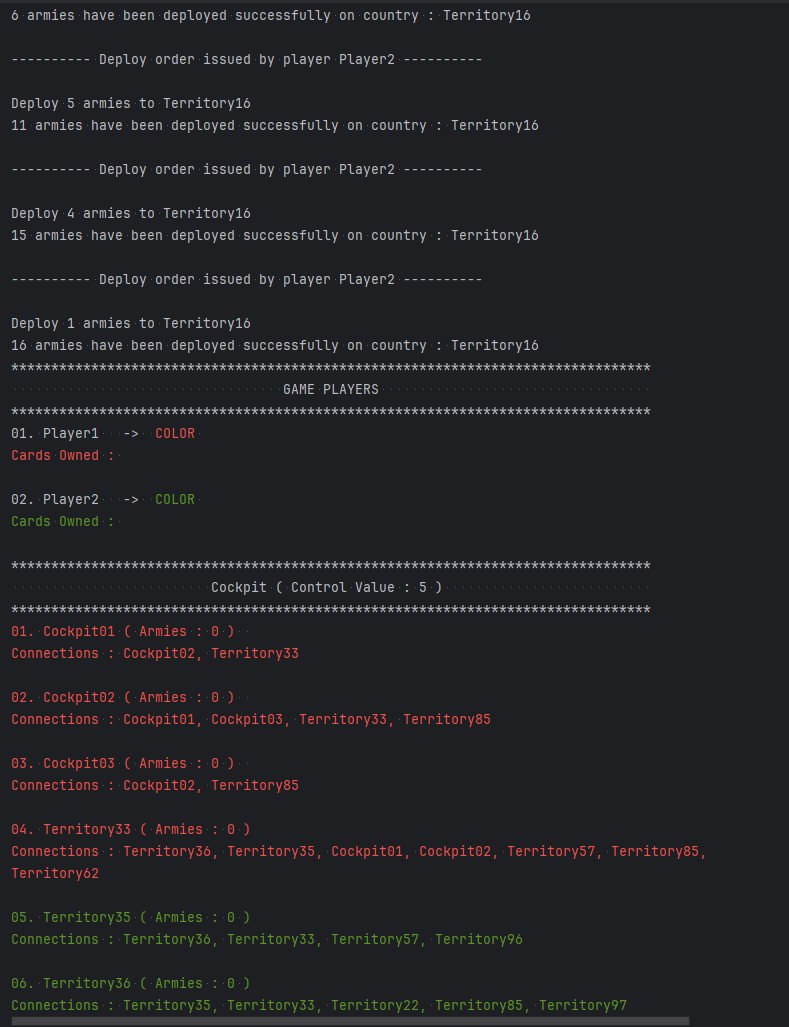 6 armies have been deployed successfully on country : Territory16
---------- Deploy order issued by player Player2 ----------
Deploy 5 armies to Territory16
11 armies have been deployed successfully on country : Territory16
---------- Deploy order issued by player Player2 ----------
Deploy 4 armies to Territory16
15 armies have been deployed successfully on country : Territory16
---------- Deploy order issued by player Player2 ----------
Deploy 1 armies to Territory16
16 armies have been deployed successfully on country : Territory16
********************************************************************************
GAME PLAYERS
********************************************************************************
01. Player1   ->  COLOR
Cards Owned :
02. Player2   ->  COLOR
Cards Owned :
********************************************************************************
Cockpit ( Control Value : 5 )
********************************************************************************
01. Cockpit01 ( Armies : 0 )
Connections : Cockpit02, Territory33
02. Cockpit02 ( Armies : 0 )
Connections : Cockpit01, Cockpit03, Territory33, Territory85
03. Cockpit03 ( Armies : 0 )
Connections : Cockpit02, Territory85
04. Territory33 ( Armies : 0 )
Connections : Territory36, Territory35, Cockpit01, Cockpit02, Territory57, Territory85,
Territory62
05. Territory35 ( Armies : 0 )
Connections : Territory36, Territory33, Territory57, Territory96
06. Territory36 ( Armies : 0 )
Connections : Territory35, Territory33, Territory22, Territory85, Territory97